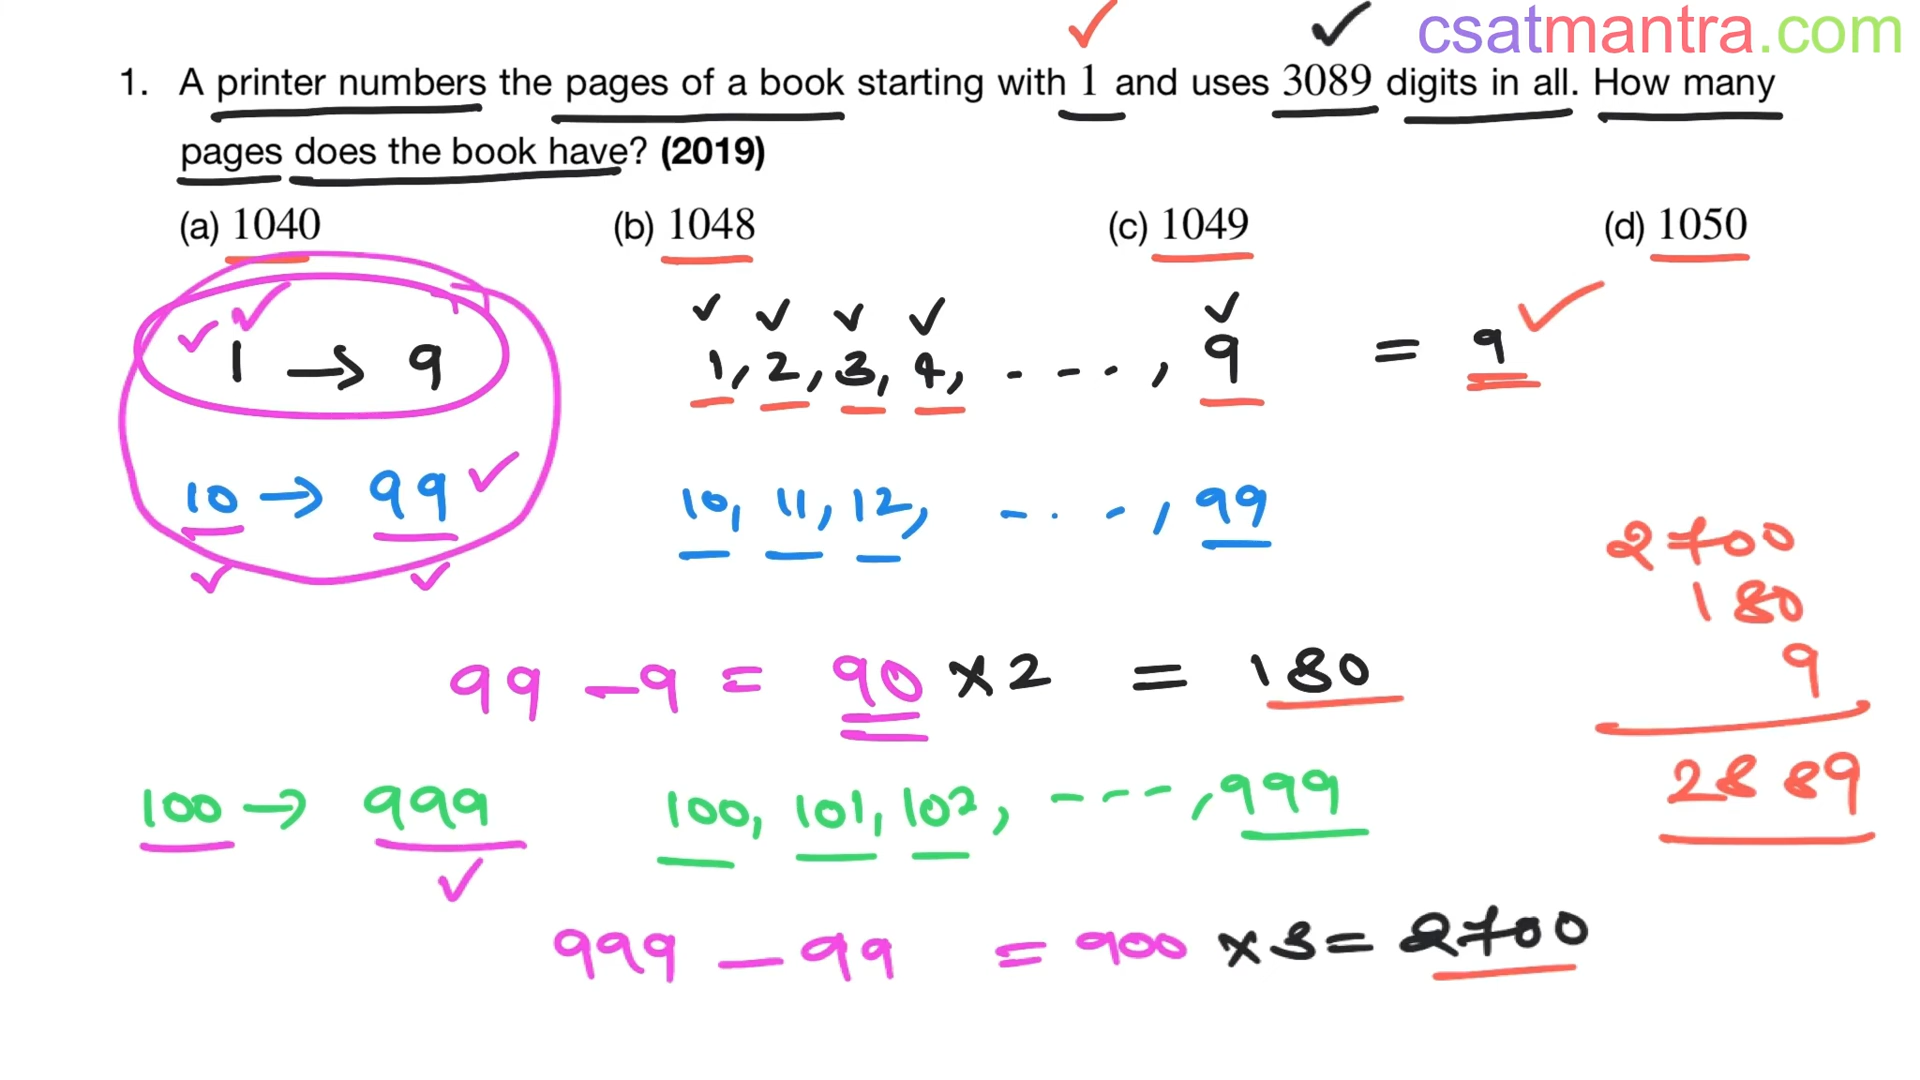 csatmantra.com
1. A printer numbers the pages of a book starting with 1 and uses 3089 digits in all. How many
pages does the book have? (2019)
(a) 1040 (b) 1048 (c) 1049 (d) 1050
1 → 9 1, 2, 3, 4, - - - ·, 9 = 9
10 → 99 10, 11, 12, - · -, 99
2700
180
9
2889
99 - 9 = 90 × 2 = 180
100 → 999 100, 101, 102, - - - -, 999
999 - 99 = 900 × 3 = 2700